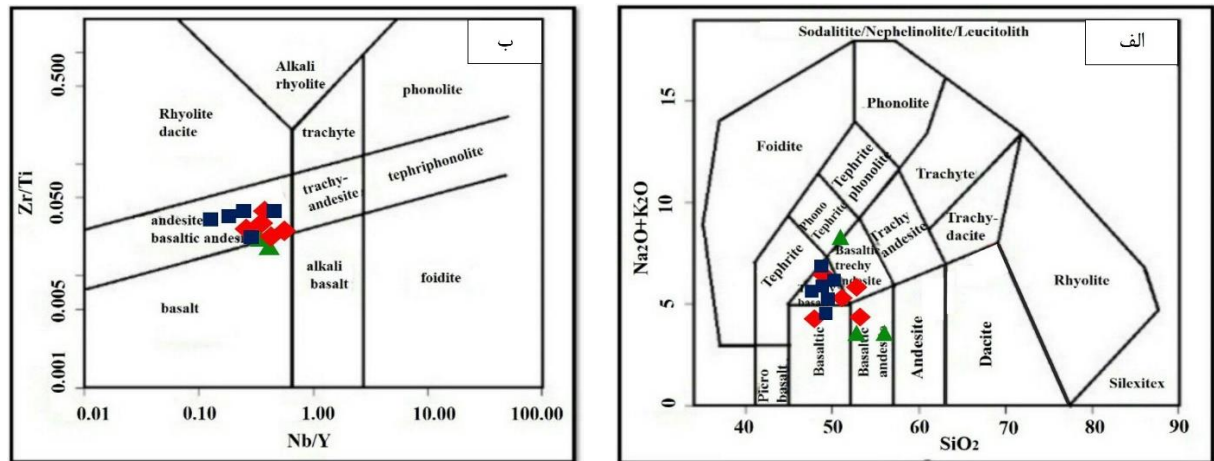 ب
Zr/Ti
0.500
0.050
0.005
0.001
Alkali
rhyolite
phonolite
Rhyolite
dacite
trachyte
tephriphonolite
trachy-
andesite
andesite
basaltic andesite
alkali
basalt
foidite
basalt
0.01
0.10
1.00
10.00
100.00
Nb/Y
الف
Na2O+K2O
15
10
5
0
Sodalitite/Nephelinolite/Leucitolith
Phonolite
Foidite
Tephrite
phonolite
Trachyte
Phono
Tephrite
Trachy
andesite
Trachy-
dacite
Tephrite
Basaltic
trechy
andesite
Rhyolite
Basaltic
Basaltic
andesite
Andesite
Dacite
Picro
basalt
Silexitex
40
50
60
70
80
90
SiO2